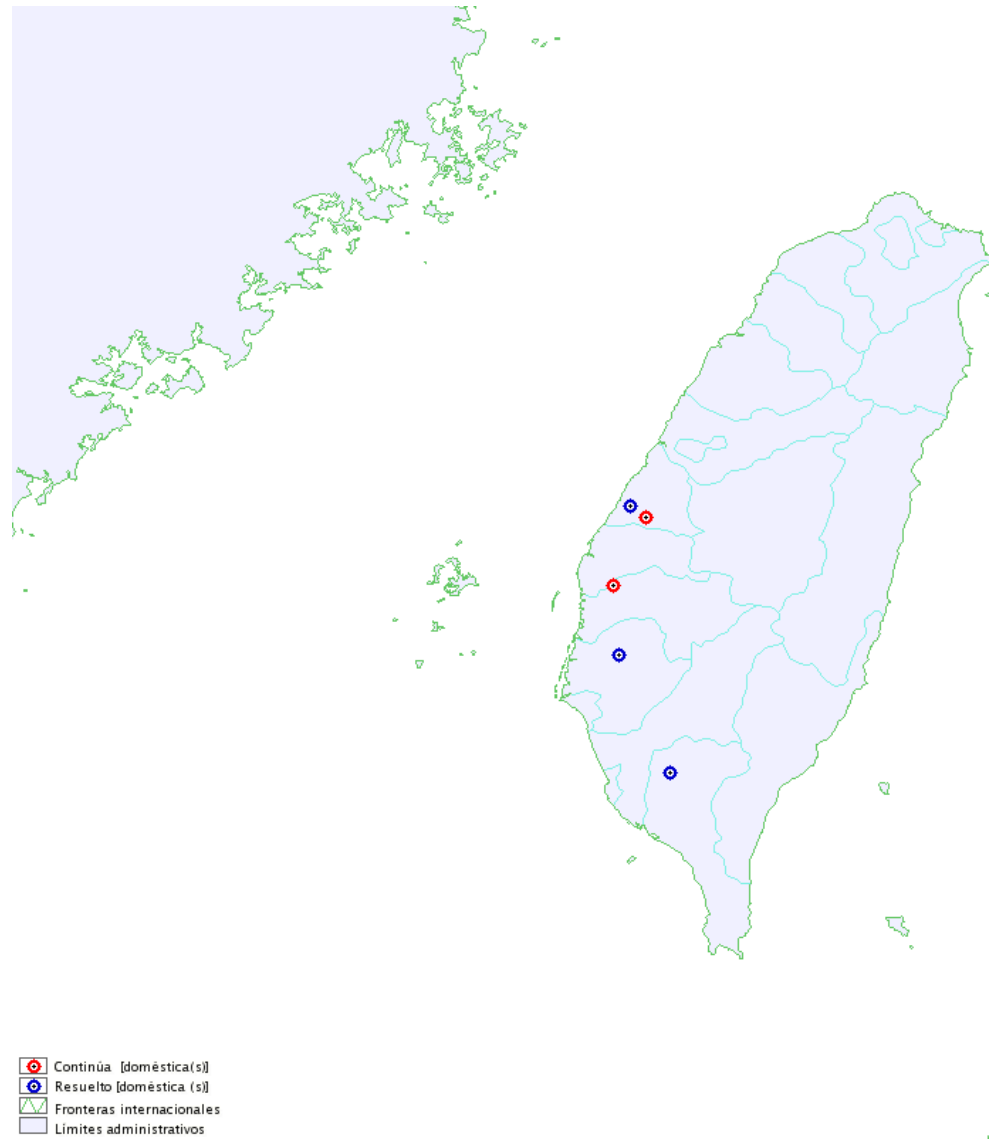 Continúa [doméstica(s)]
Resuelto [doméstica (s)]
Fronteras internacionales
Límites administrativos